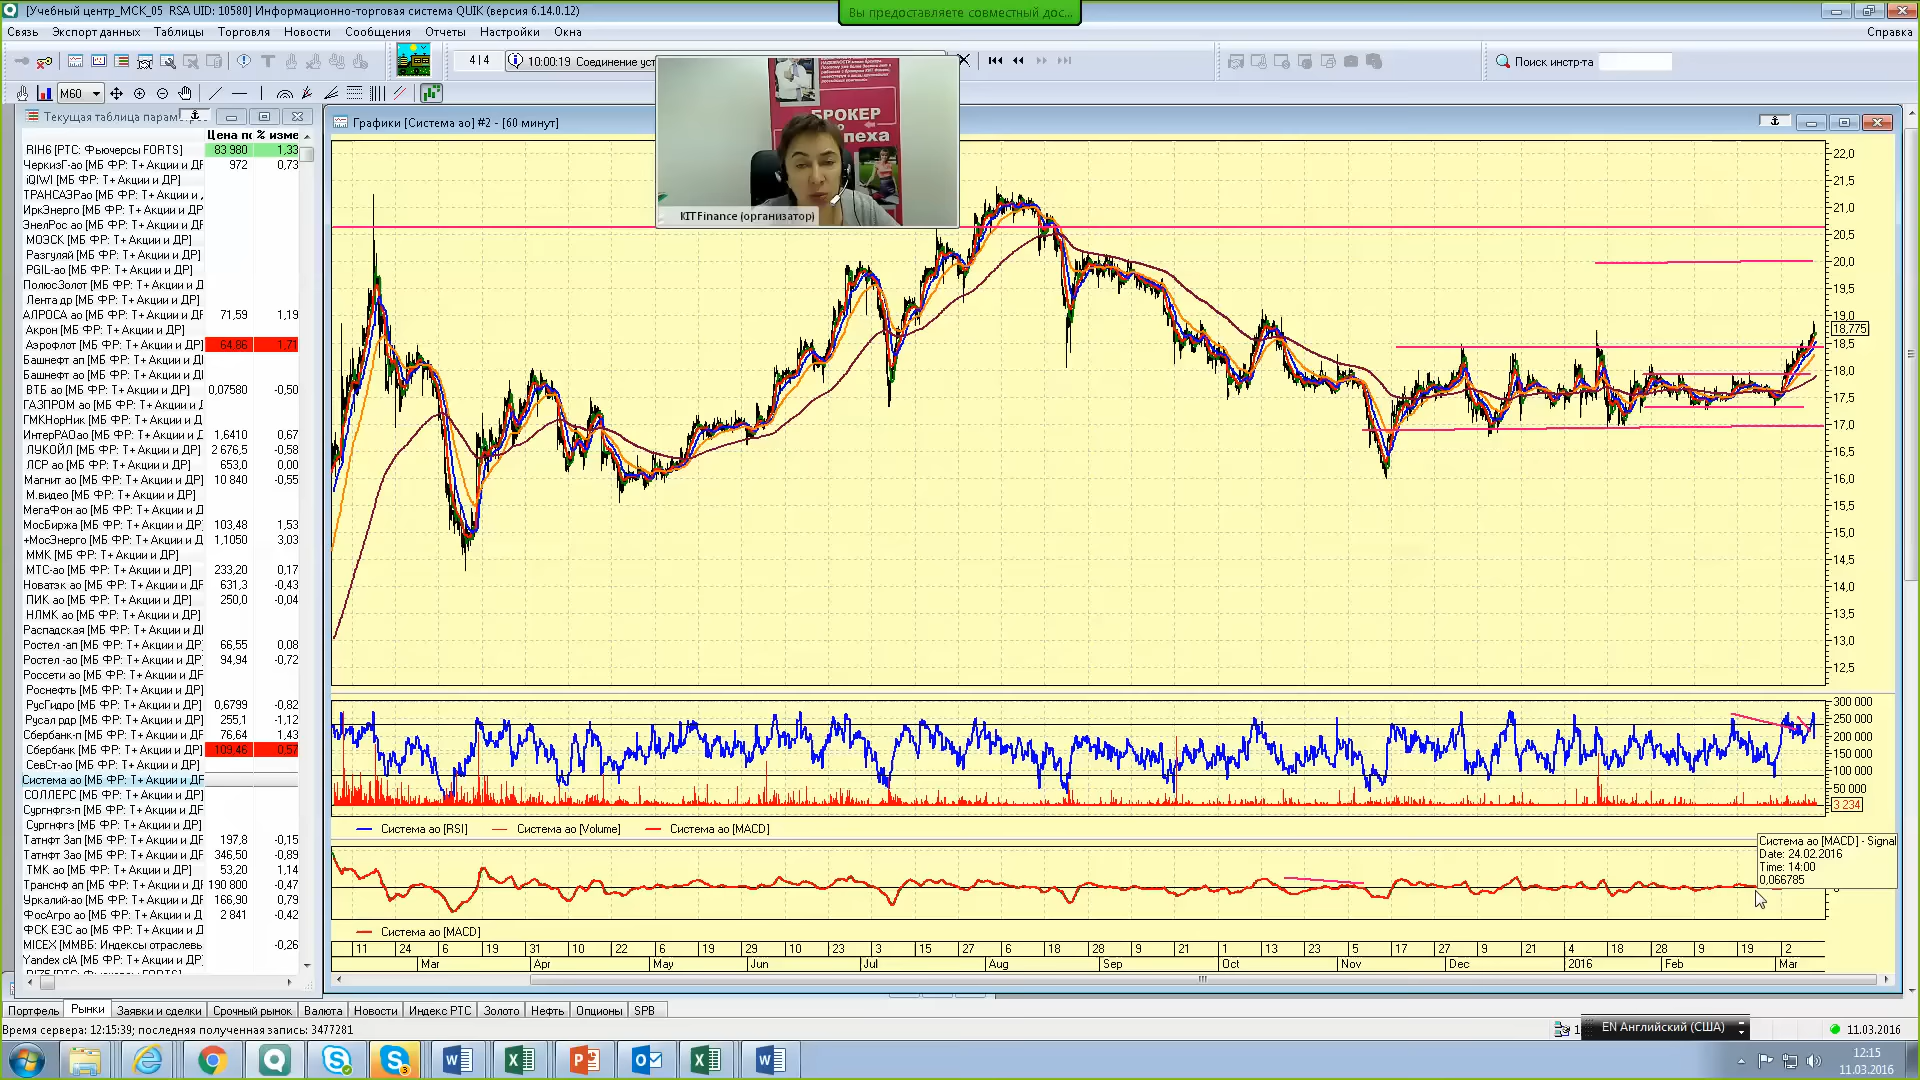 [Учебный центр_МСК_05 RSA UID: 10580] Информационно-торговая система QUIK (версия 6.14.0.12)
Вы предоставляете совместный дос...
Связь Экспорт данных Таблицы Торговля Новости Сообщения Отчеты Настройки Окна Справка
4|4 10:00:19 Соединение уст Поиск инстр-та
M60
Текущая таблица парам
Графики [Система ао] #2 - [60 минут]
Цена по % изме
RIH6 [РТС: Фьючерсы FORTS] 83 980 1,33
ЧеркизГ-ао [МБ ФР: Т+ Акции и ДР 972 0,73
iQIWI [МБ ФР: Т+ Акции и ДР]
ТРАНСАЭРао [МБ ФР: Т+ Акции и
ИркЭнерго [МБ ФР: Т+ Акции и ДР
ЭнелРос ао [МБ ФР: Т+ Акции и ДР
МОЭСК [МБ ФР: Т+ Акции и ДР]
Разгуляй [МБ ФР: Т+ Акции и ДР]
PGIL-ао [МБ ФР: Т+ Акции и ДР]
ПолюсЗолот [МБ ФР: Т+ Акции и ДР
Лента др [МБ ФР: Т+ Акции и ДР]
АЛРОСА ао [МБ ФР: Т+ Акции и ДР 71,59 1,19
Акрон [МБ ФР: Т+ Акции и ДР]
Аэрофлот [МБ ФР: Т+ Акции и ДР] 64.86 1,71
Башнефт ап [МБ ФР: Т+ Акции и ДР
Башнефт ао [МБ ФР: Т+ Акции и ДР
ВТБ ао [МБ ФР: Т+ Акции и ДР] 0,07580 -0,50
ГАЗПРОМ ао [МБ ФР: Т+ Акции и Д
ГМКНорНик [МБ ФР: Т+ Акции и Д
ИнтерРАОао [МБ ФР: Т+ Акции и Д 1,6410 0,67
ЛУКОЙЛ [МБ ФР: Т+ Акции и ДР] 2 676,5 -0,58
ЛСР ао [МБ ФР: Т+ Акции и ДР] 653,0 0,00
Магнит ао [МБ ФР: Т+ Акции и ДР] 10 840 -0,55
М.видео [МБ ФР: Т+ Акции и ДР]
МегаФон ао [МБ ФР: Т+ Акции и ДР
МосБиржа [МБ ФР: Т+ Акции и ДР 103,48 1,53
+МосЭнерго [МБ ФР: Т+ Акции и ДР 1,1050 3,03
ММК [МБ ФР: Т+ Акции и ДР]
МТС-ао [МБ ФР: Т+ Акции и ДР] 233,20 0,17
Новатэк ао [МБ ФР: Т+ Акции и ДР 631,3 -0,43
ПИК ао [МБ ФР: Т+ Акции и ДР] 250,0 -0,04
НЛМК ао [МБ ФР: Т+ Акции и ДР]
Распадская [МБ ФР: Т+ Акции и ДР
Ростел -ап [МБ ФР: Т+ Акции и ДР 66,55 0,08
Ростел -ао [МБ ФР: Т+ Акции и ДР 94,94 -0,72
Россети ао [МБ ФР: Т+ Акции и ДР
Роснефть [МБ ФР: Т+ Акции и ДР]
РусГидро [МБ ФР: Т+ Акции и ДР] 0,6799 -0,82
Русал рдр [МБ ФР: Т+ Акции и ДР 255,1 -1,12
Сбербанк-п [МБ ФР: Т+ Акции и ДР 76,64 1,43
Сбербанк [МБ ФР: Т+ Акции и ДР] 109,46 0,57
СевСт-ао [МБ ФР: Т+ Акции и ДР]
Система ао [МБ ФР: Т+ Акции и ДР
СОЛЛЕРС [МБ ФР: Т+ Акции и ДР]
Сургнфгз-п [МБ ФР: Т+ Акции и ДР
Сургнфгз [МБ ФР: Т+ Акции и ДР]
Татнфт 3ап [МБ ФР: Т+ Акции и ДР 197,8 -0,15
Татнфт 3ао [МБ ФР: Т+ Акции и ДР 346,50 -0,89
ТМК ао [МБ ФР: Т+ Акции и ДР] 53,20 1,14
Транснф ап [МБ ФР: Т+ Акции и ДР 190 800 -0,47
Уркалий-ао [МБ ФР: Т+ Акции и ДР 166,90 0,79
ФосАгро ао [МБ ФР: Т+ Акции и Д 2 841 -0,42
ФСК ЕЭС ао [МБ ФР: Т+ Акции и Д
MICEX [ММВБ: Индексы отраслевы -0,26
Yandex clA [МБ ФР: Т+ Акции и ДР
БРОКЕР
пеха
KIT Finance (организатор)
22,0
21,5
21,0
20,5
20,0
19,5
19,0
18,775
18,5
18,0
17,5
17,0
16,5
16,0
15,5
15,0
14,5
14,0
13,5
13,0
12,5
300 000
250 000
200 000
150 000
100 000
50 000
3 234
Система ао [RSI] Система ао [Volume] Система ао [MACD]
Система ао [MACD] - Signal
Date: 24.02.2016
Time: 14:00
0,066785
Система ао [MACD]
11 24 6 19 31 10 22 6 19 29 10 23 3 15 27 6 18 28 9 21 1 13 23 5 17 27 9 21 4 18 28 9 19 2
Mar Apr May Jun Jul Aug Sep Oct Nov Dec 2016 Feb Mar
Портфель Рынки Заявки и сделки Срочный рынок Валюта Новости Индекс РТС Золото Нефть Опционы SPB
Время сервера: 12:15:39; последняя полученная запись: 3477281
EN Английский (США)
11.03.2016
12:15
11.03.2016